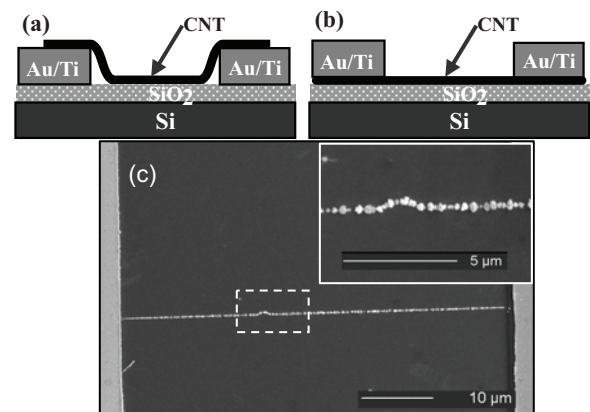 (a)
CNT
Au/Ti
Au/Ti
SiO2
Si
(b)
CNT
Au/Ti
Au/Ti
SiO2
Si
(c)
5 µm
10 µm